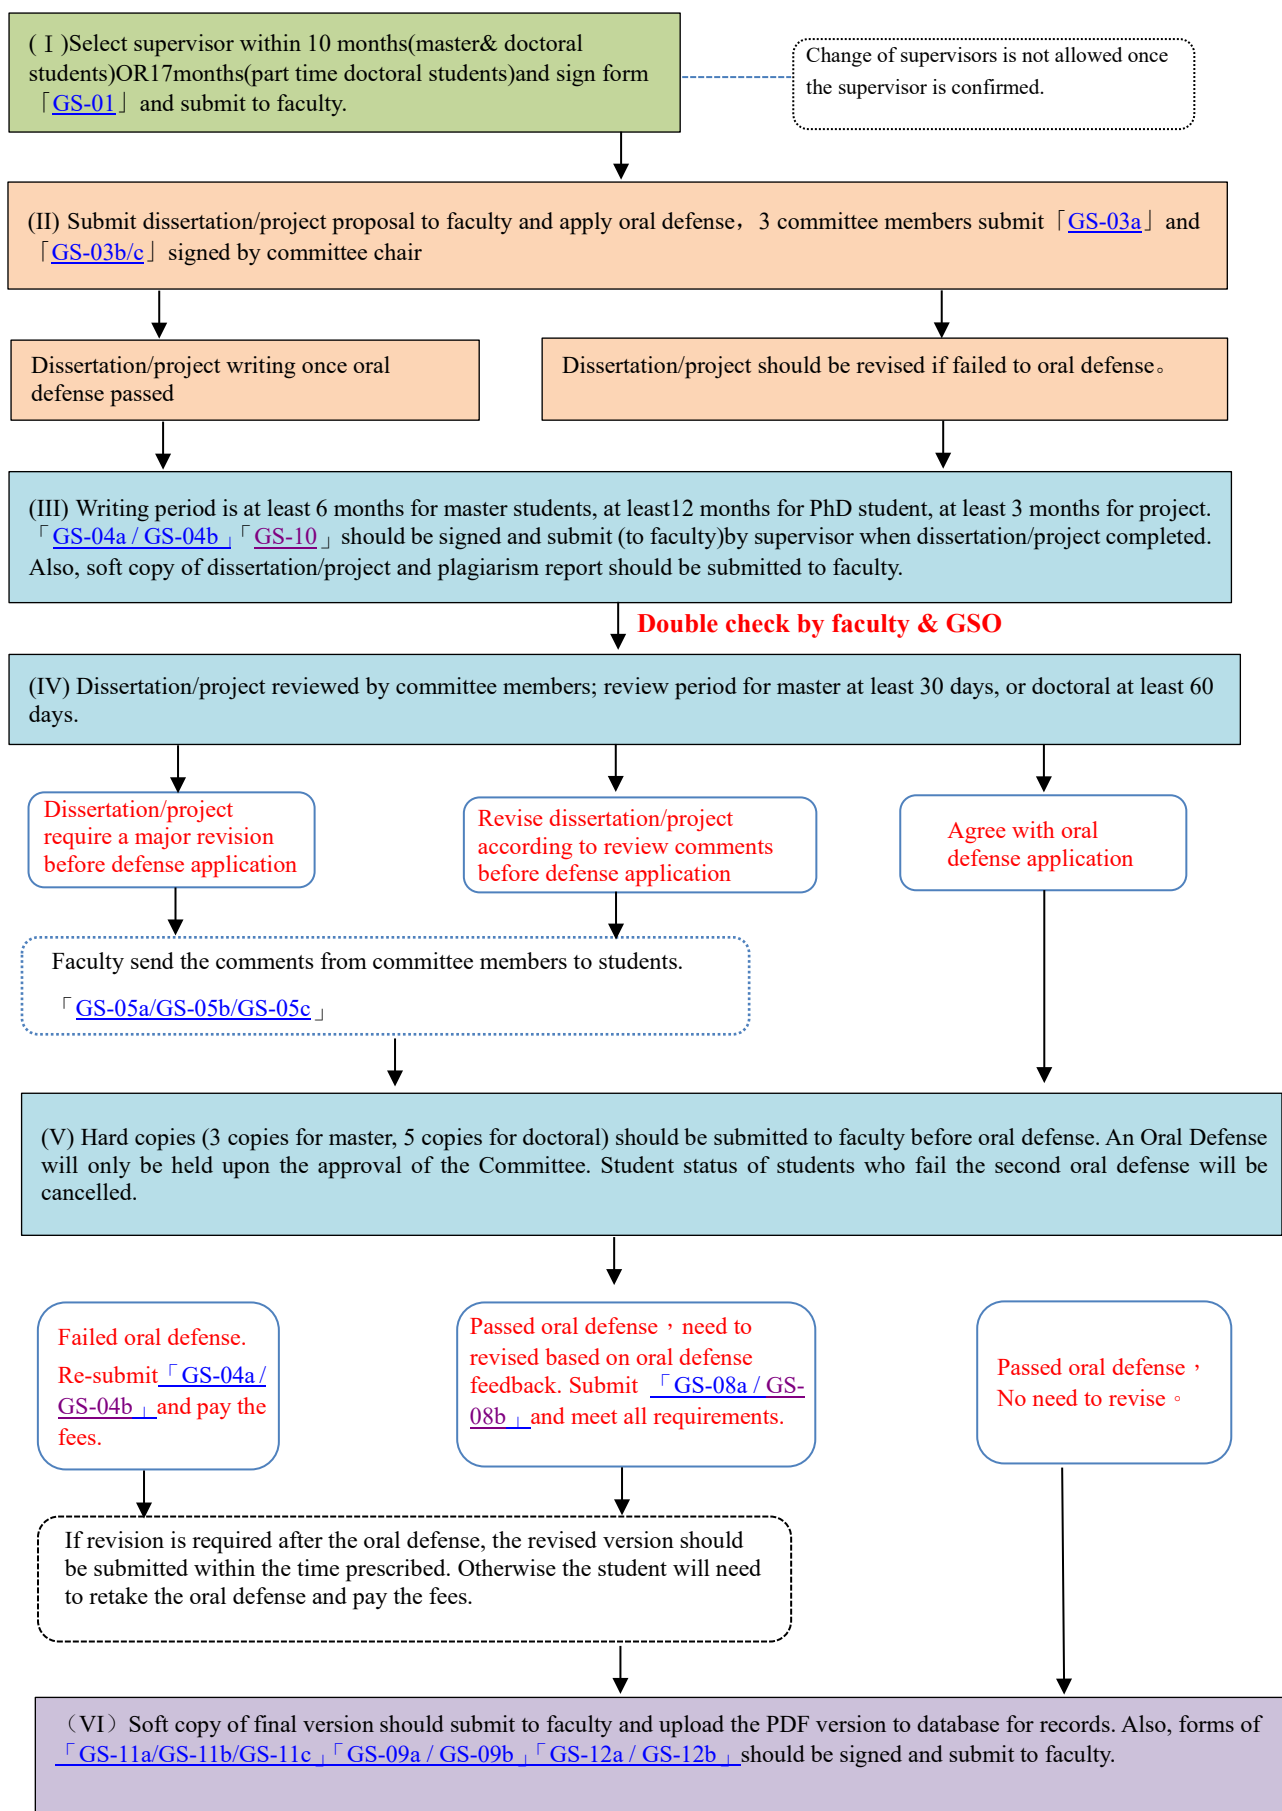 (Ⅰ)Select supervisor within 10 months(master& doctoral
students)OR17months(part time doctoral students)and sign form
「GS-01」 and submit to faculty.
Change of supervisors is not allowed once
the supervisor is confirmed.
(II) Submit dissertation/project proposal to faculty and apply oral defense，3 committee members submit「GS-03a」and
「GS-03b/c」signed by committee chair
Dissertation/project writing once oral
defense passed
Dissertation/project should be revised if failed to oral defense。
(III) Writing period is at least 6 months for master students, at least12 months for PhD student, at least 3 months for project.
「GS-04a / GS-04b」「GS-10」should be signed and submit (to faculty)by supervisor when dissertation/project completed.
Also, soft copy of dissertation/project and plagiarism report should be submitted to faculty.
Double check by faculty & GSO
(IV) Dissertation/project reviewed by committee members; review period for master at least 30 days, or doctoral at least 60
days.
Dissertation/project
require a major revision
before defense application
Revise dissertation/project
according to review comments
before defense application
Agree with oral
defense application
Faculty send the comments from committee members to students.
「GS-05a/GS-05b/GS-05c」
(V) Hard copies (3 copies for master, 5 copies for doctoral) should be submitted to faculty before oral defense. An Oral Defense
will only be held upon the approval of the Committee. Student status of students who fail the second oral defense will be
cancelled.
Failed oral defense.
Re-submit「GS-04a /
GS-04b」and pay the
fees.
Passed oral defense，need to
revised based on oral defense
feedback. Submit 「GS-08a / GS-
08b」and meet all requirements.
Passed oral defense，
No need to revise。
If revision is required after the oral defense, the revised version should
be submitted within the time prescribed. Otherwise the student will need
to retake the oral defense and pay the fees.
（VI）Soft copy of final version should submit to faculty and upload the PDF version to database for records. Also, forms of
「GS-11a/GS-11b/GS-11c」「GS-09a / GS-09b」「GS-12a / GS-12b」should be signed and submit to faculty.